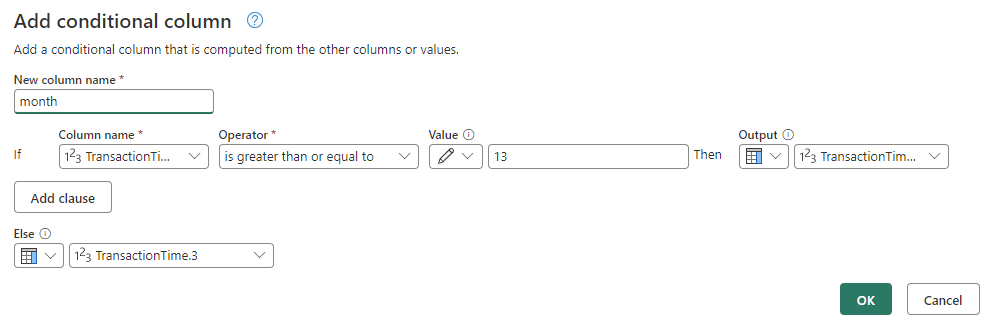 Add conditional column
Add a conditional column that is computed from the other columns or values.
New column name *
month
Column name * Operator * Value Output
If 1²3 TransactionTi... is greater than or equal to 13 Then 1²3 TransactionTim...
Add clause
Else
1²3 TransactionTime.3
OK Cancel